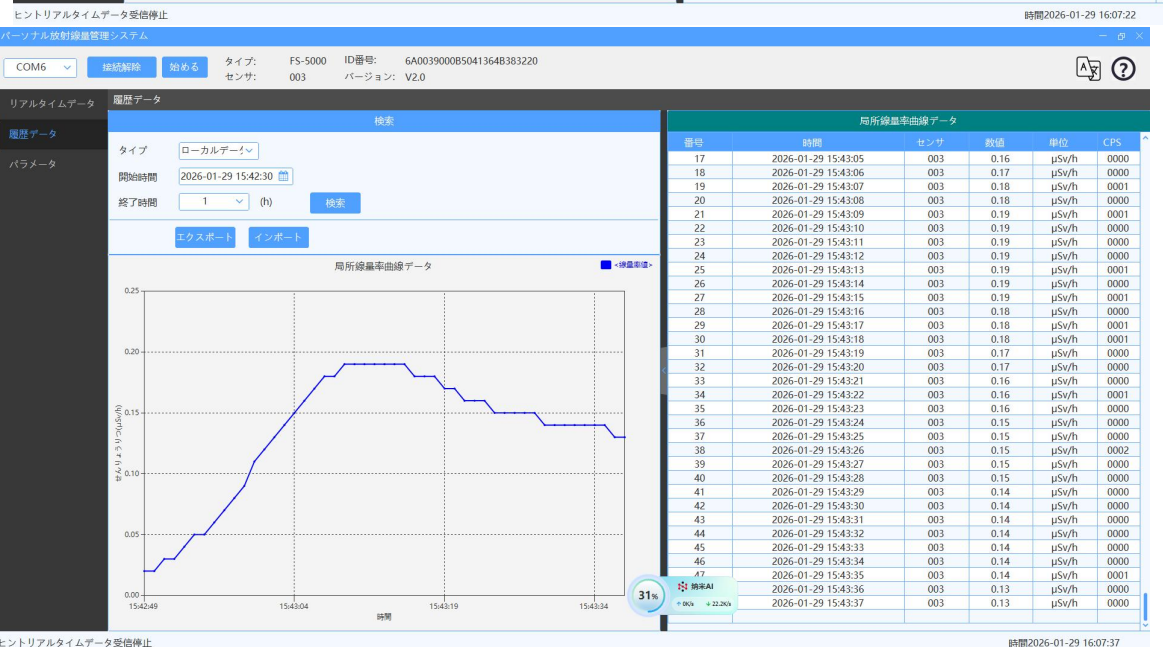 ヒントリアルタイムデータ受信停止 時間2026-01-29 16:07:22
パーソナル放射線量管理システム
COM6 接続解除 始める タイプ: FS-5000 ID番号: 6A0039000B5041364B383220
センサ: 003 バージョン: V2.0
リアルタイムデータ
履歴データ
パラメータ
履歴データ
検索
タイプ ローカルデータ
開始時間 2026-01-29 15:42:30
終了時間 1 (h) 検索
エクスポート インポート
局所線量率曲線データ
<線量率値>
せんりょうりつ(μSv/h)
0.25
0.20
0.15
0.10
0.05
0.00
15:42:49 15:43:04 15:43:19 15:43:34
時間
局所線量率曲線データ
番号 時間 センサ 数値 単位 CPS
17 2026-01-29 15:43:05 003 0.16 μSv/h 0000
18 2026-01-29 15:43:06 003 0.17 μSv/h 0000
19 2026-01-29 15:43:07 003 0.18 μSv/h 0001
20 2026-01-29 15:43:08 003 0.18 μSv/h 0000
21 2026-01-29 15:43:09 003 0.19 μSv/h 0001
22 2026-01-29 15:43:10 003 0.19 μSv/h 0000
23 2026-01-29 15:43:11 003 0.19 μSv/h 0000
24 2026-01-29 15:43:12 003 0.19 μSv/h 0000
25 2026-01-29 15:43:13 003 0.19 μSv/h 0001
26 2026-01-29 15:43:14 003 0.19 μSv/h 0000
27 2026-01-29 15:43:15 003 0.19 μSv/h 0001
28 2026-01-29 15:43:16 003 0.18 μSv/h 0000
29 2026-01-29 15:43:17 003 0.18 μSv/h 0001
30 2026-01-29 15:43:18 003 0.18 μSv/h 0001
31 2026-01-29 15:43:19 003 0.17 μSv/h 0000
32 2026-01-29 15:43:20 003 0.17 μSv/h 0000
33 2026-01-29 15:43:21 003 0.16 μSv/h 0000
34 2026-01-29 15:43:22 003 0.16 μSv/h 0001
35 2026-01-29 15:43:23 003 0.16 μSv/h 0000
36 2026-01-29 15:43:24 003 0.15 μSv/h 0000
37 2026-01-29 15:43:25 003 0.15 μSv/h 0000
38 2026-01-29 15:43:26 003 0.15 μSv/h 0002
39 2026-01-29 15:43:27 003 0.15 μSv/h 0000
40 2026-01-29 15:43:28 003 0.15 μSv/h 0000
41 2026-01-29 15:43:29 003 0.14 μSv/h 0000
42 2026-01-29 15:43:30 003 0.14 μSv/h 0000
43 2026-01-29 15:43:31 003 0.14 μSv/h 0000
44 2026-01-29 15:43:32 003 0.14 μSv/h 0000
45 2026-01-29 15:43:33 003 0.14 μSv/h 0000
46 2026-01-29 15:43:34 003 0.14 μSv/h 0000
47 2026-01-29 15:43:35 003 0.14 μSv/h 0001
2026-01-29 15:43:36 003 0.13 μSv/h 0000
2026-01-29 15:43:37 003 0.13 μSv/h 0000
31% 纳米AI
0K/s 22.2K/s
ヒントリアルタイムデータ受信停止 時間2026-01-29 16:07:37